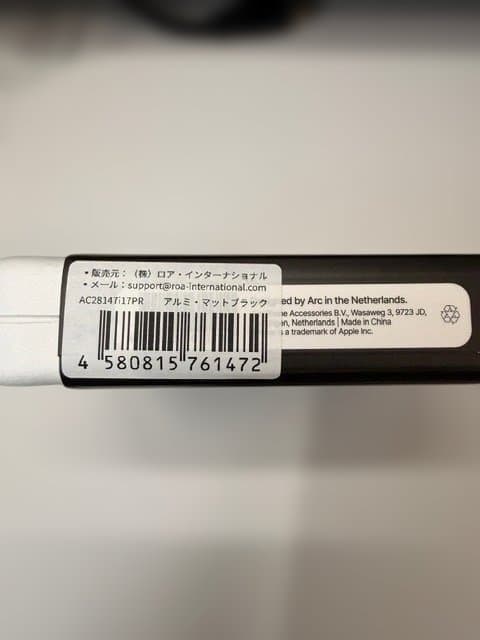 ・販売元：（株）ロア・インターナショナル
・メール：support@roa-international.com
AC28147i17PR アルミ・マットブラック
4 580815 761472
ed by Arc in the Netherlands.
Accessories B.V., Wasaweg 3, 9723 JD,
en, Netherlands | Made in China
a trademark of Apple Inc.